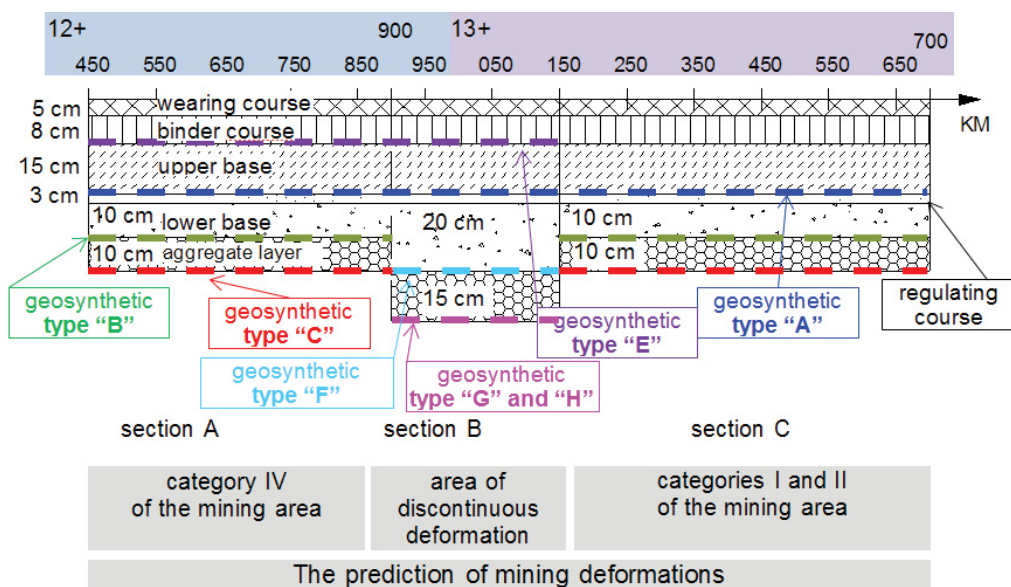 12+ 900 13+ 700
450 550 650 750 850 950 050 150 250 350 450 550 650
KM
5 cm wearing course
8 cm binder course
15 cm upper base
3 cm
10 cm lower base 20 cm 10 cm
10 cm aggregate layer 10 cm
15 cm
geosynthetic
type “B”
geosynthetic
type “C”
geosynthetic
type “F”
geosynthetic
type “G” and “H”
geosynthetic
type “E”
geosynthetic
type “A”
regulating
course
section A section B section C
category IV
of the mining area
area of
discontinuous
deformation
categories I and II
of the mining area
The prediction of mining deformations